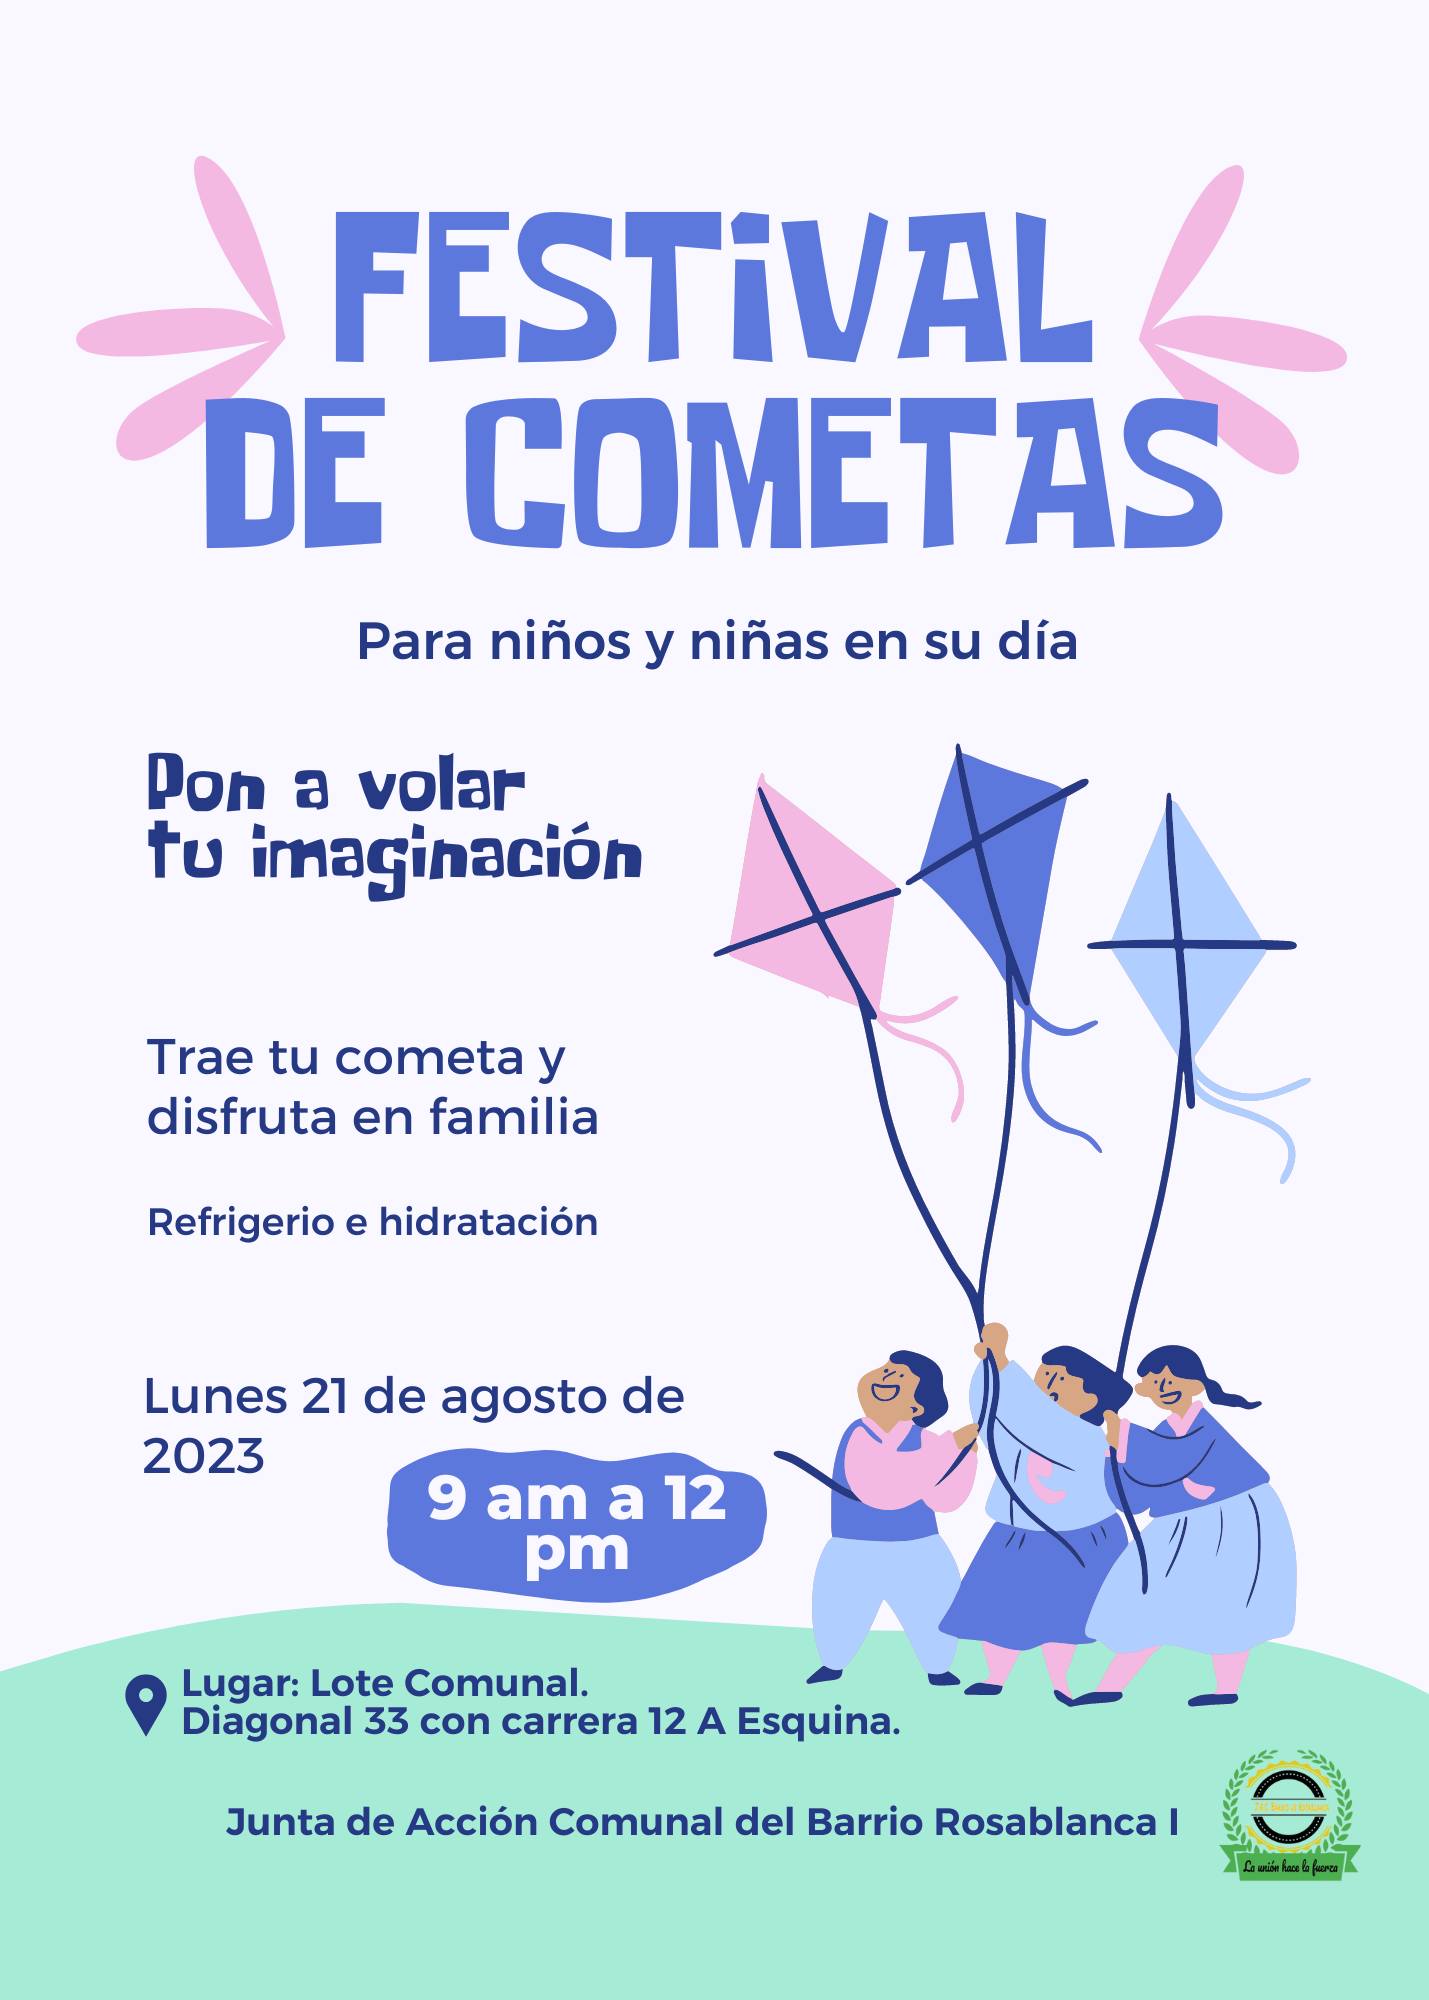 FESTIVAL
DE COMETAS
Para niños y niñas en su día
Pon a volar
tu imaginación
Trae tu cometa y
disfruta en familia
Refrigerio e hidratación
Lunes 21 de agosto de
2023
9 am a 12
pm
Lugar: Lote Comunal.
Diagonal 33 con carrera 12 A Esquina.
Junta de Acción Comunal del Barrio Rosablanca I
La unión hace la fuerza